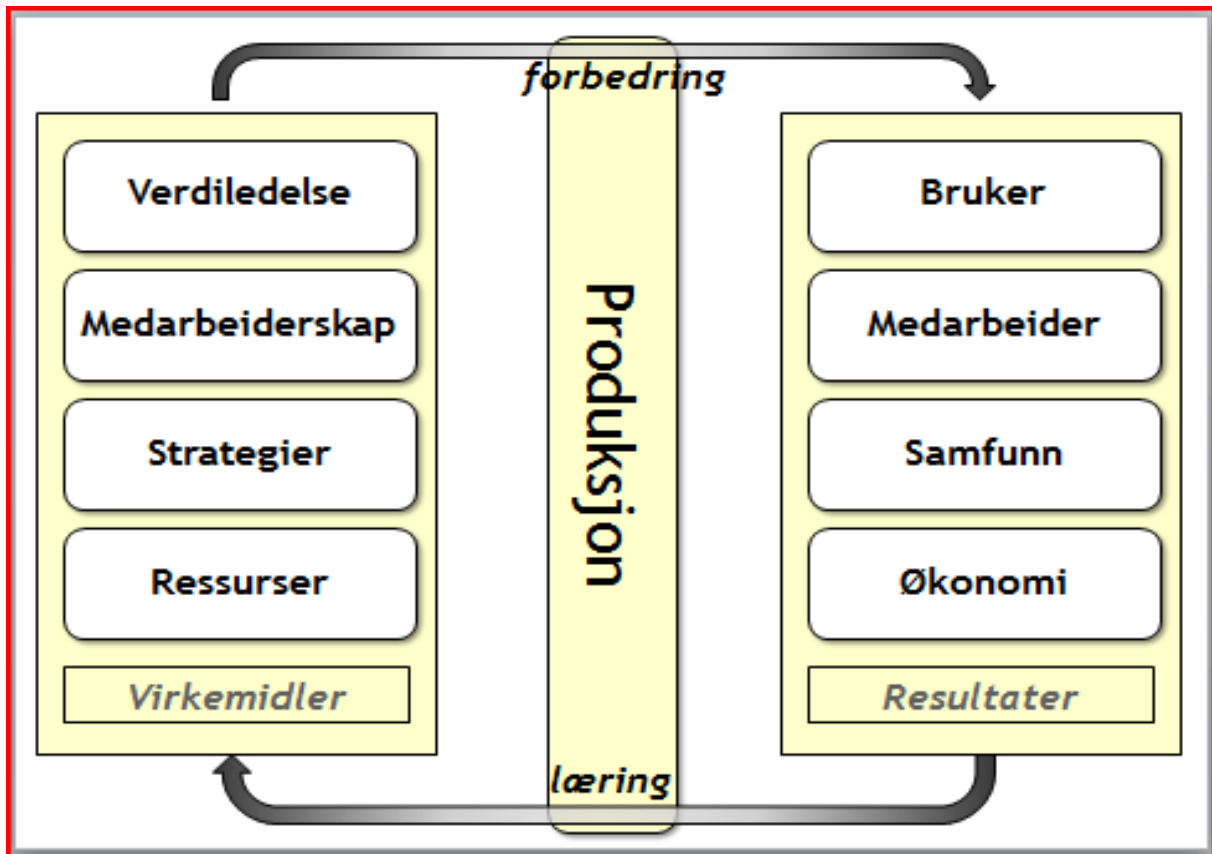 forbedring
Verdiledelse
Medarbeiderskap
Strategier
Ressurser
Virkemidler
Produksjon
Bruker
Medarbeider
Samfunn
Økonomi
Resultater
læring